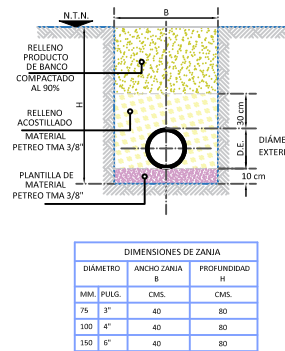 N.T.N.
B
RELLENO
PRODUCTO
DE BANCO
COMPACTADO
AL 90%
H
RELLENO
ACOSTILLADO
MATERIAL
PETREO TMA 3/8"
PLANTILLA DE
MATERIAL
PETREO TMA 3/8"
30 cm
D.E.
10 cm
DIMENSIONES DE ZANJA
DIÁMETRO ANCHO ZANJA PROFUNDIDAD
B H
MM. PULG. CMS. CMS.
75 3" 40 80
100 4" 40 80
150 6" 40 80